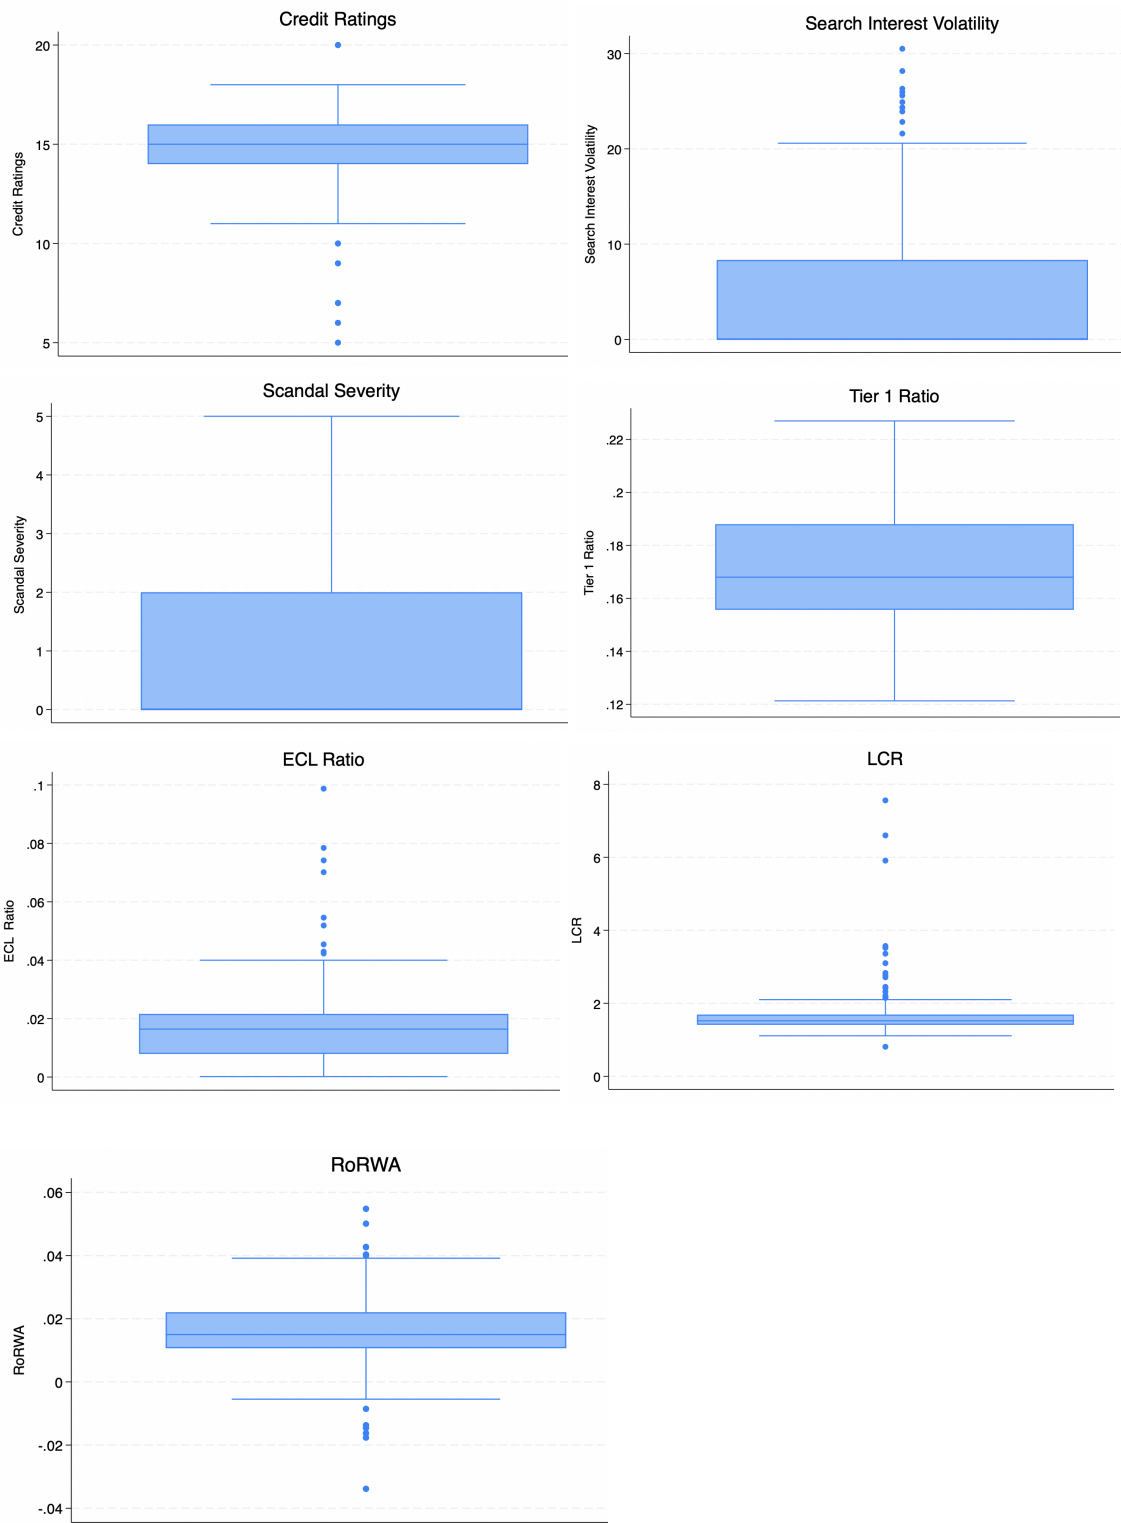 Credit Ratings
20
15
10
5
Credit Ratings
Search Interest Volatility
30
20
10
0
Search Interest Volatility
Scandal Severity
5
4
3
2
1
0
Scandal Severity
Tier 1 Ratio
.22
.2
.18
.16
.14
.12
Tier 1 Ratio
ECL Ratio
.1
.08
.06
.04
.02
0
ECL Ratio
LCR
8
6
4
2
0
LCR
RoRWA
.06
.04
.02
0
-.02
-.04
RoRWA